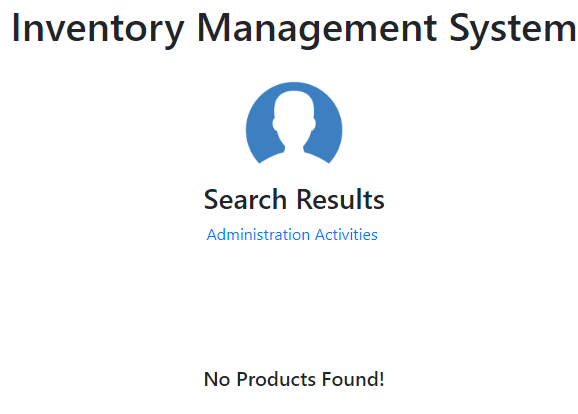 Inventory Management System
Search Results
Administration Activities
No Products Found!